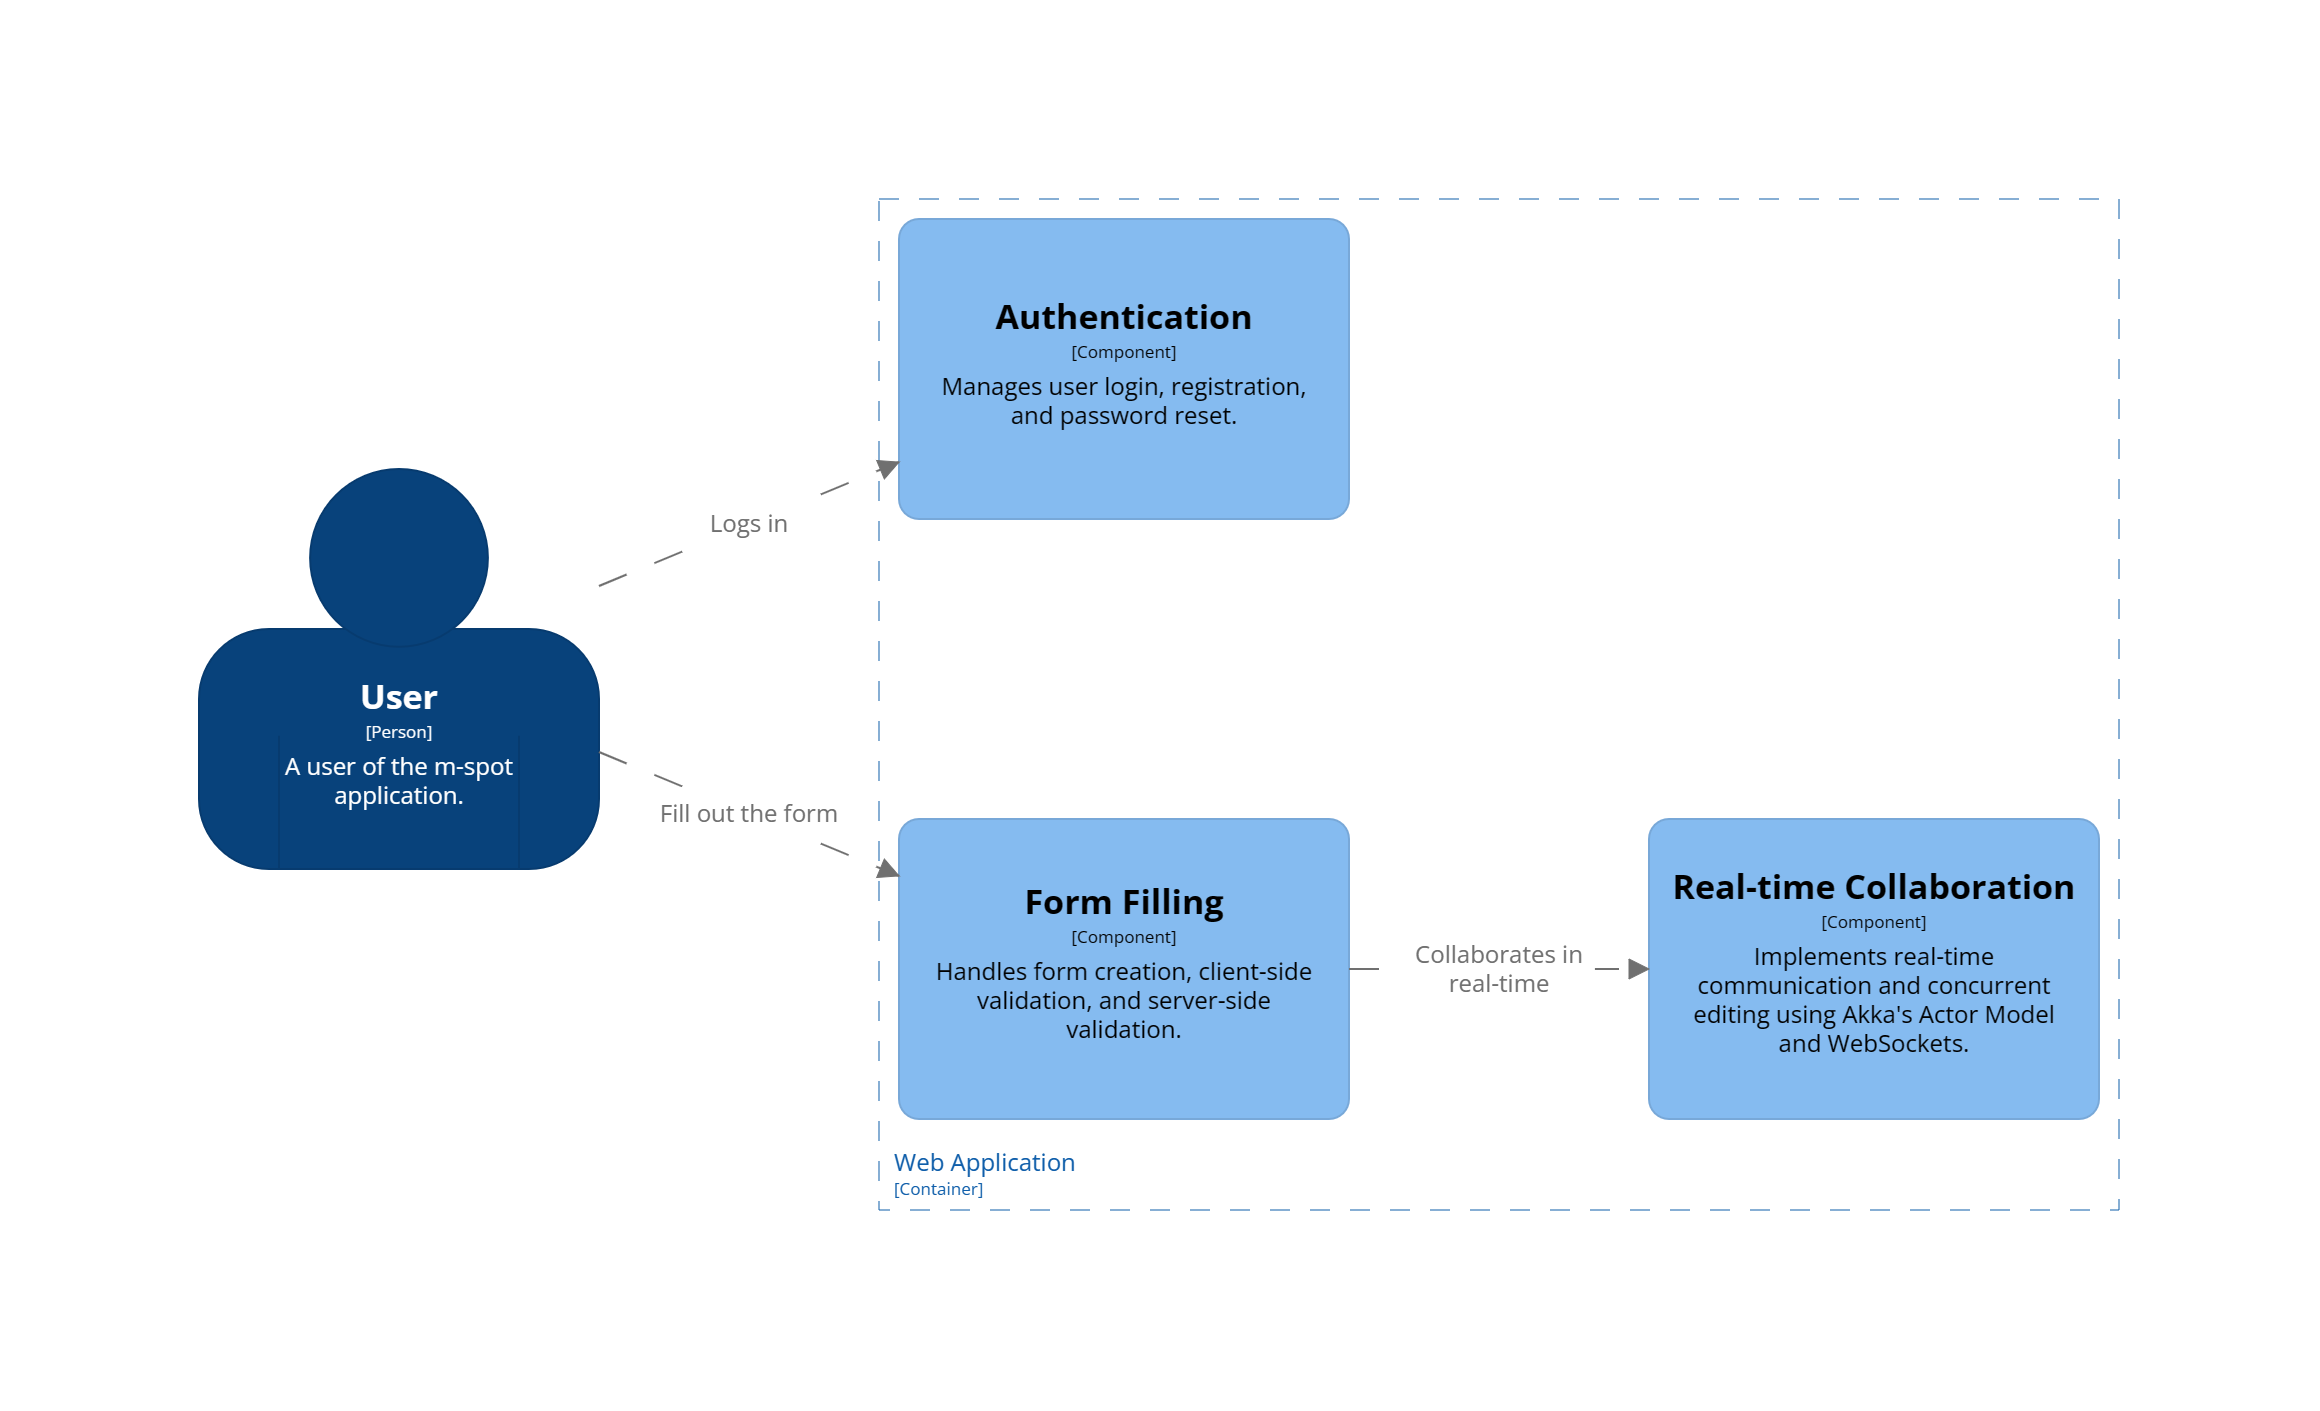 Authentication
[Component]
Manages user login, registration,
and password reset.
Logs in
User
[Person]
A user of the m-spot
application.
Fill out the form
Form Filling
[Component]
Handles form creation, client-side
validation, and server-side
validation.
Collaborates in
real-time
Real-time Collaboration
[Component]
Implements real-time
communication and concurrent
editing using Akka's Actor Model
and WebSockets.
Web Application
[Container]